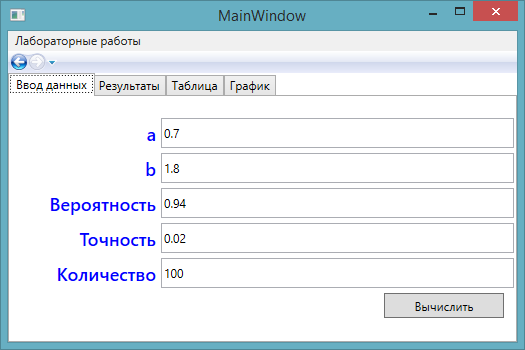 MainWindow
Лабораторные работы
Ввод данных Результаты Таблица График
a 0.7
b 1.8
Вероятность 0.94
Точность 0.02
Количество 100
Вычислить